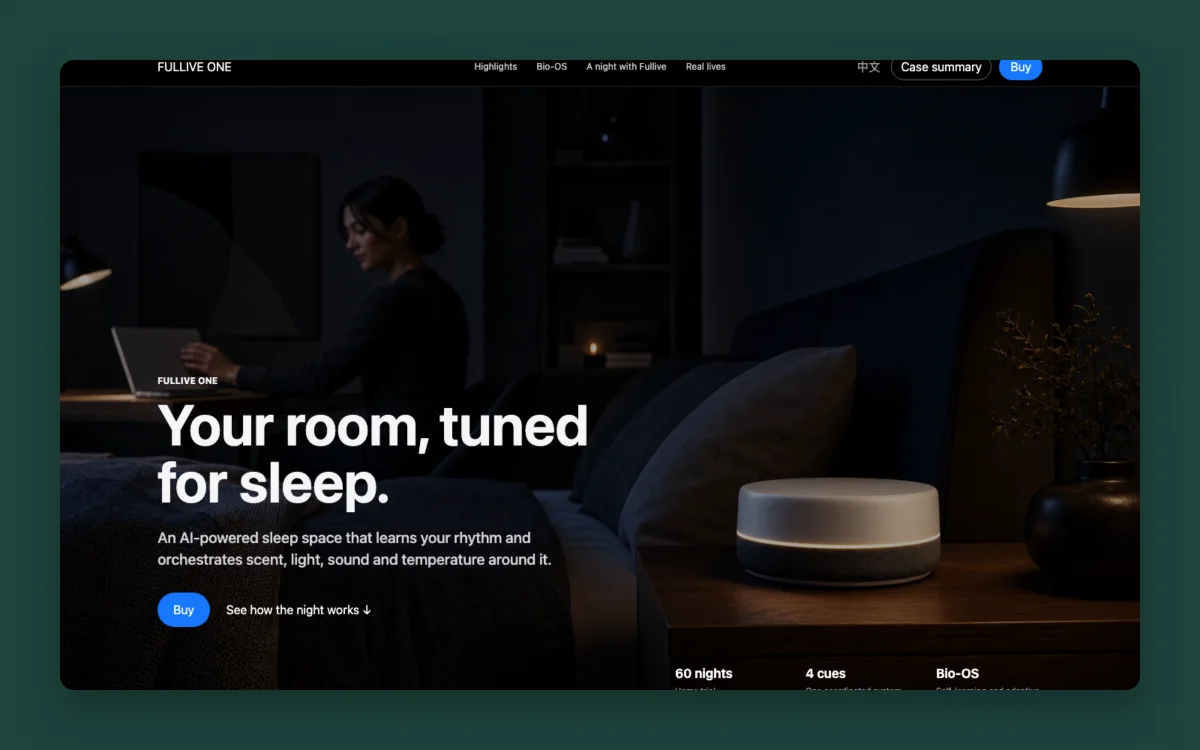 FULLIVE ONE
Highlights
Bio-OS
A night with Fullive
Real lives
中文
Case summary
Buy
FULLIVE ONE
Your room, tuned
for sleep.
An AI-powered sleep space that learns your rhythm and
orchestrates scent, light, sound and temperature around it.
Buy
See how the night works ↓
60 nights
4 cues
Bio-OS